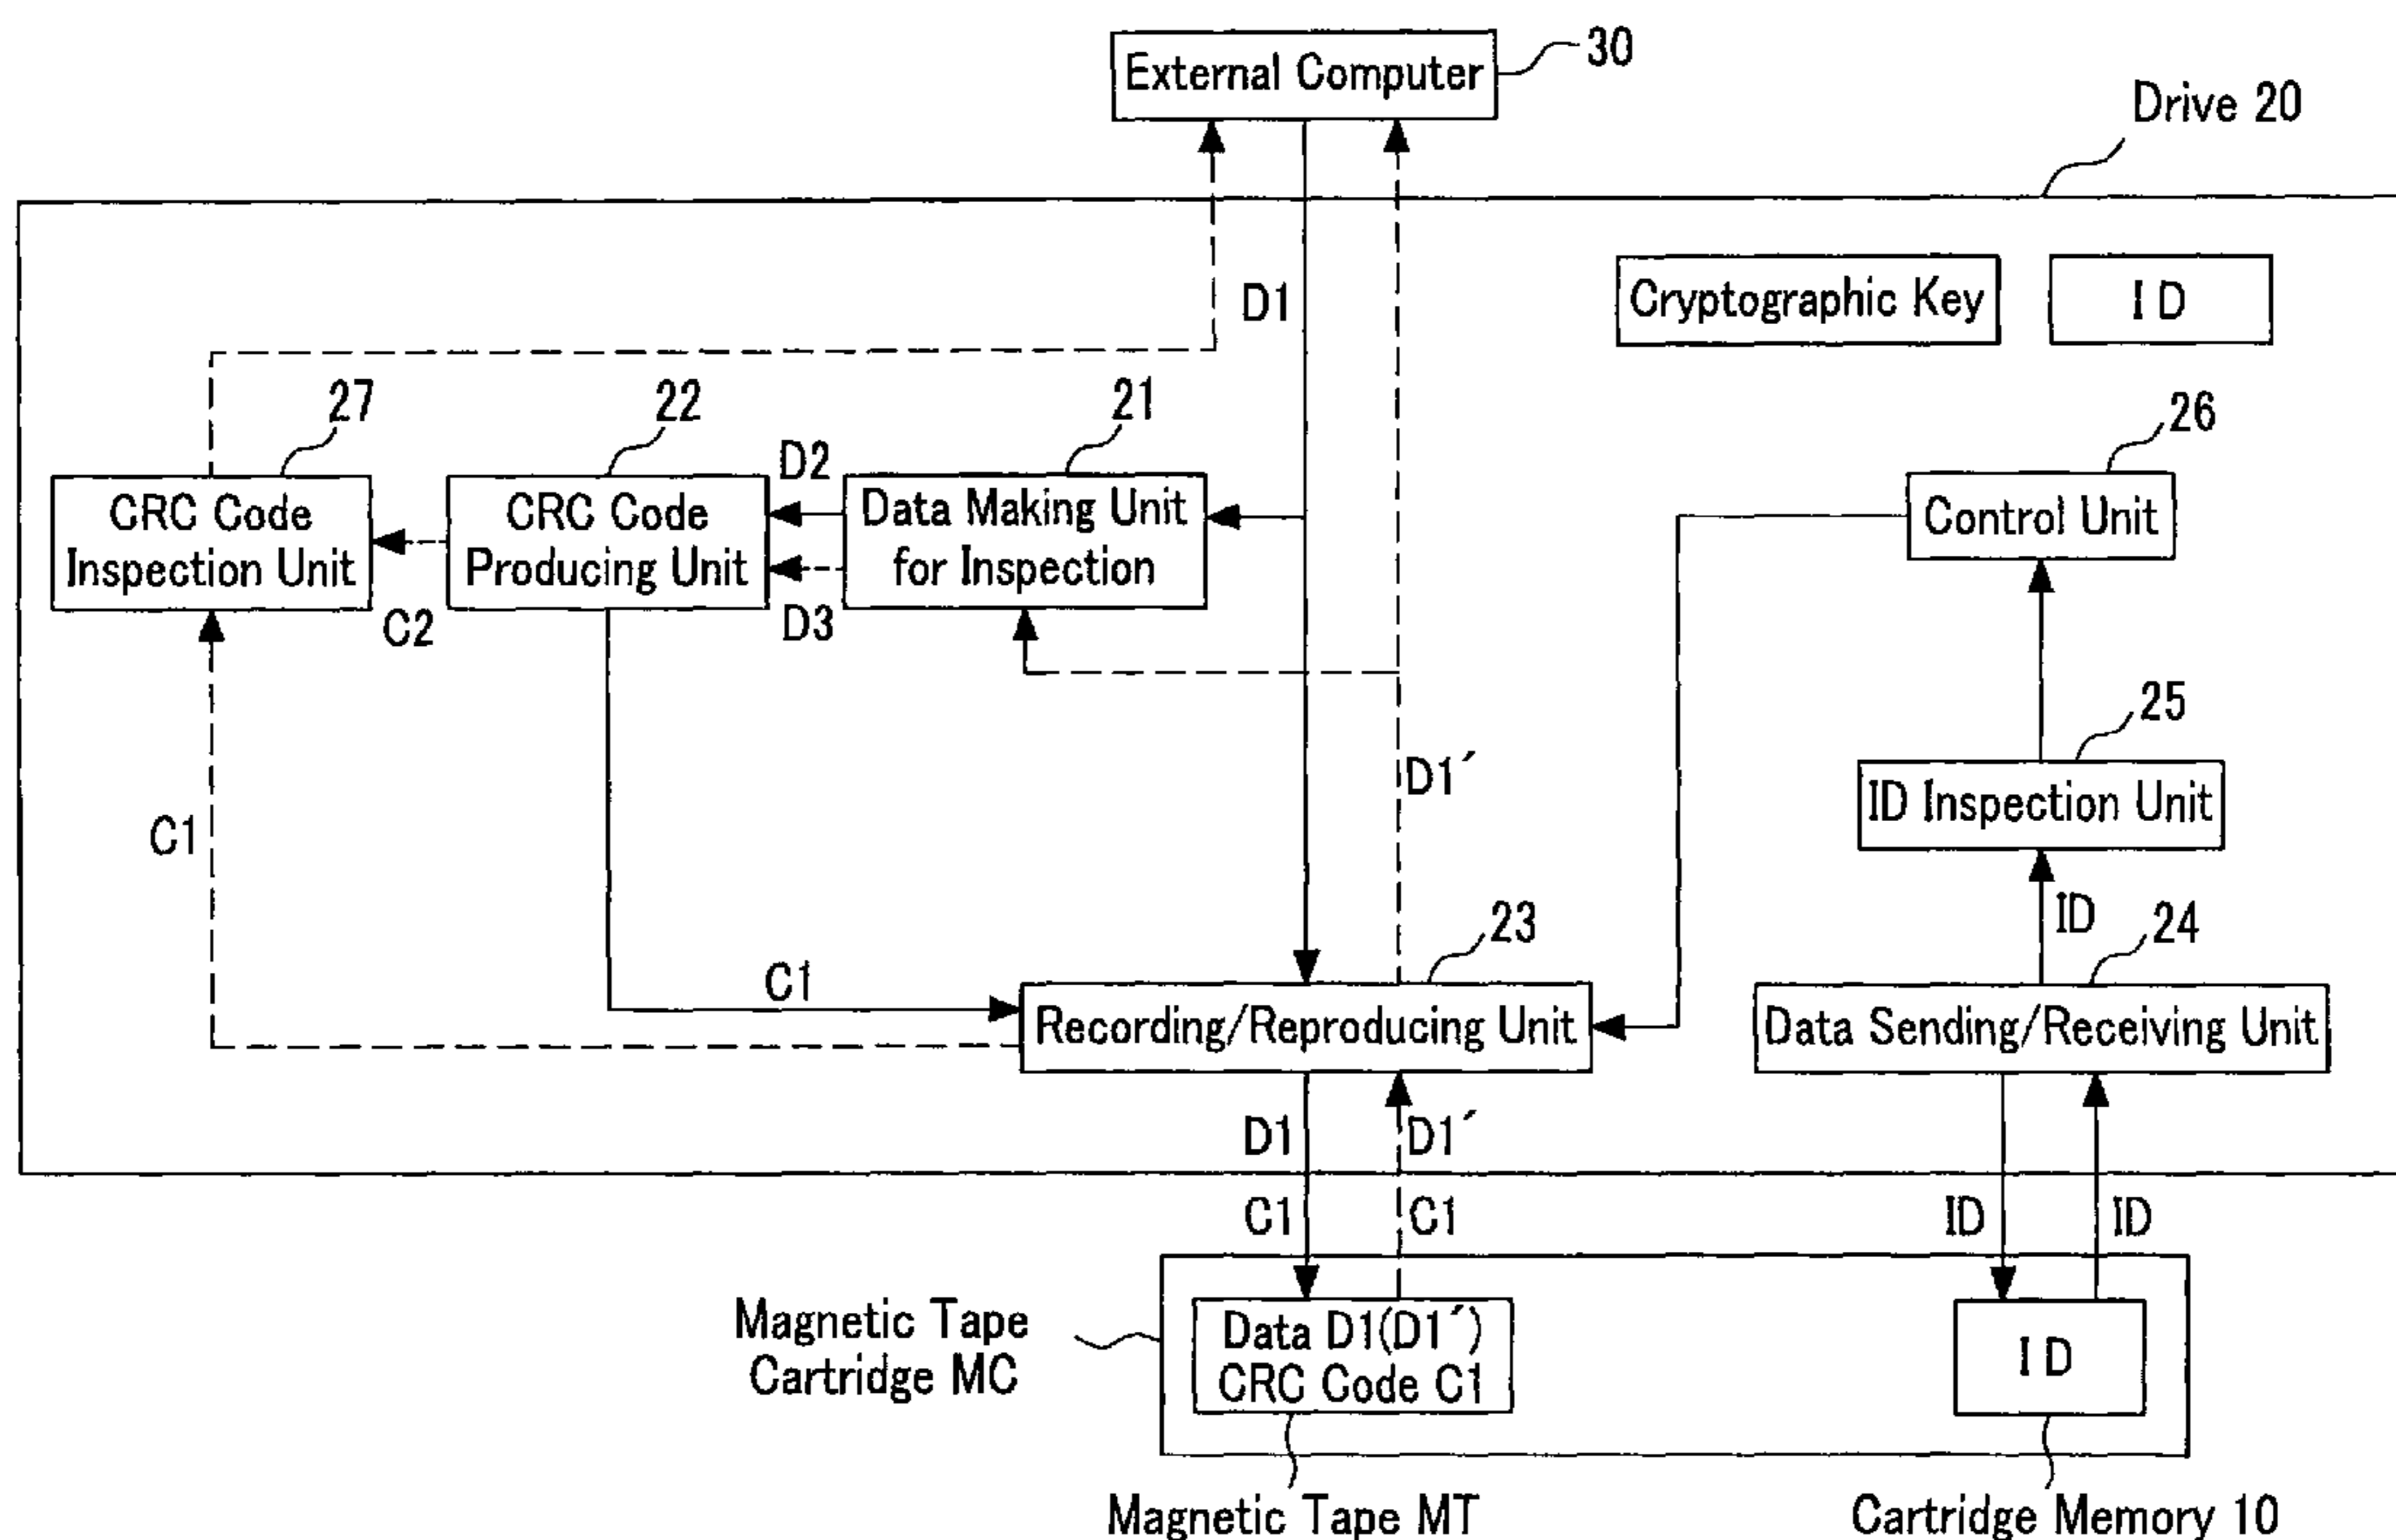 External Computer
30
Drive 20
D1
Cryptographic Key
ID
27
22
21
26
CRC Code
Inspection Unit
C2
CRC Code
Producing Unit
D2
D3
Data Making Unit
for Inspection
Control Unit
25
D1´
ID Inspection Unit
C1
ID
23
24
C1
Recording/Reproducing Unit
Data Sending/Receiving Unit
D1
D1´
C1
C1
ID
ID
Magnetic Tape
Cartridge MC
Data D1(D1´)
CRC Code C1
ID
Magnetic Tape MT
Cartridge Memory 10